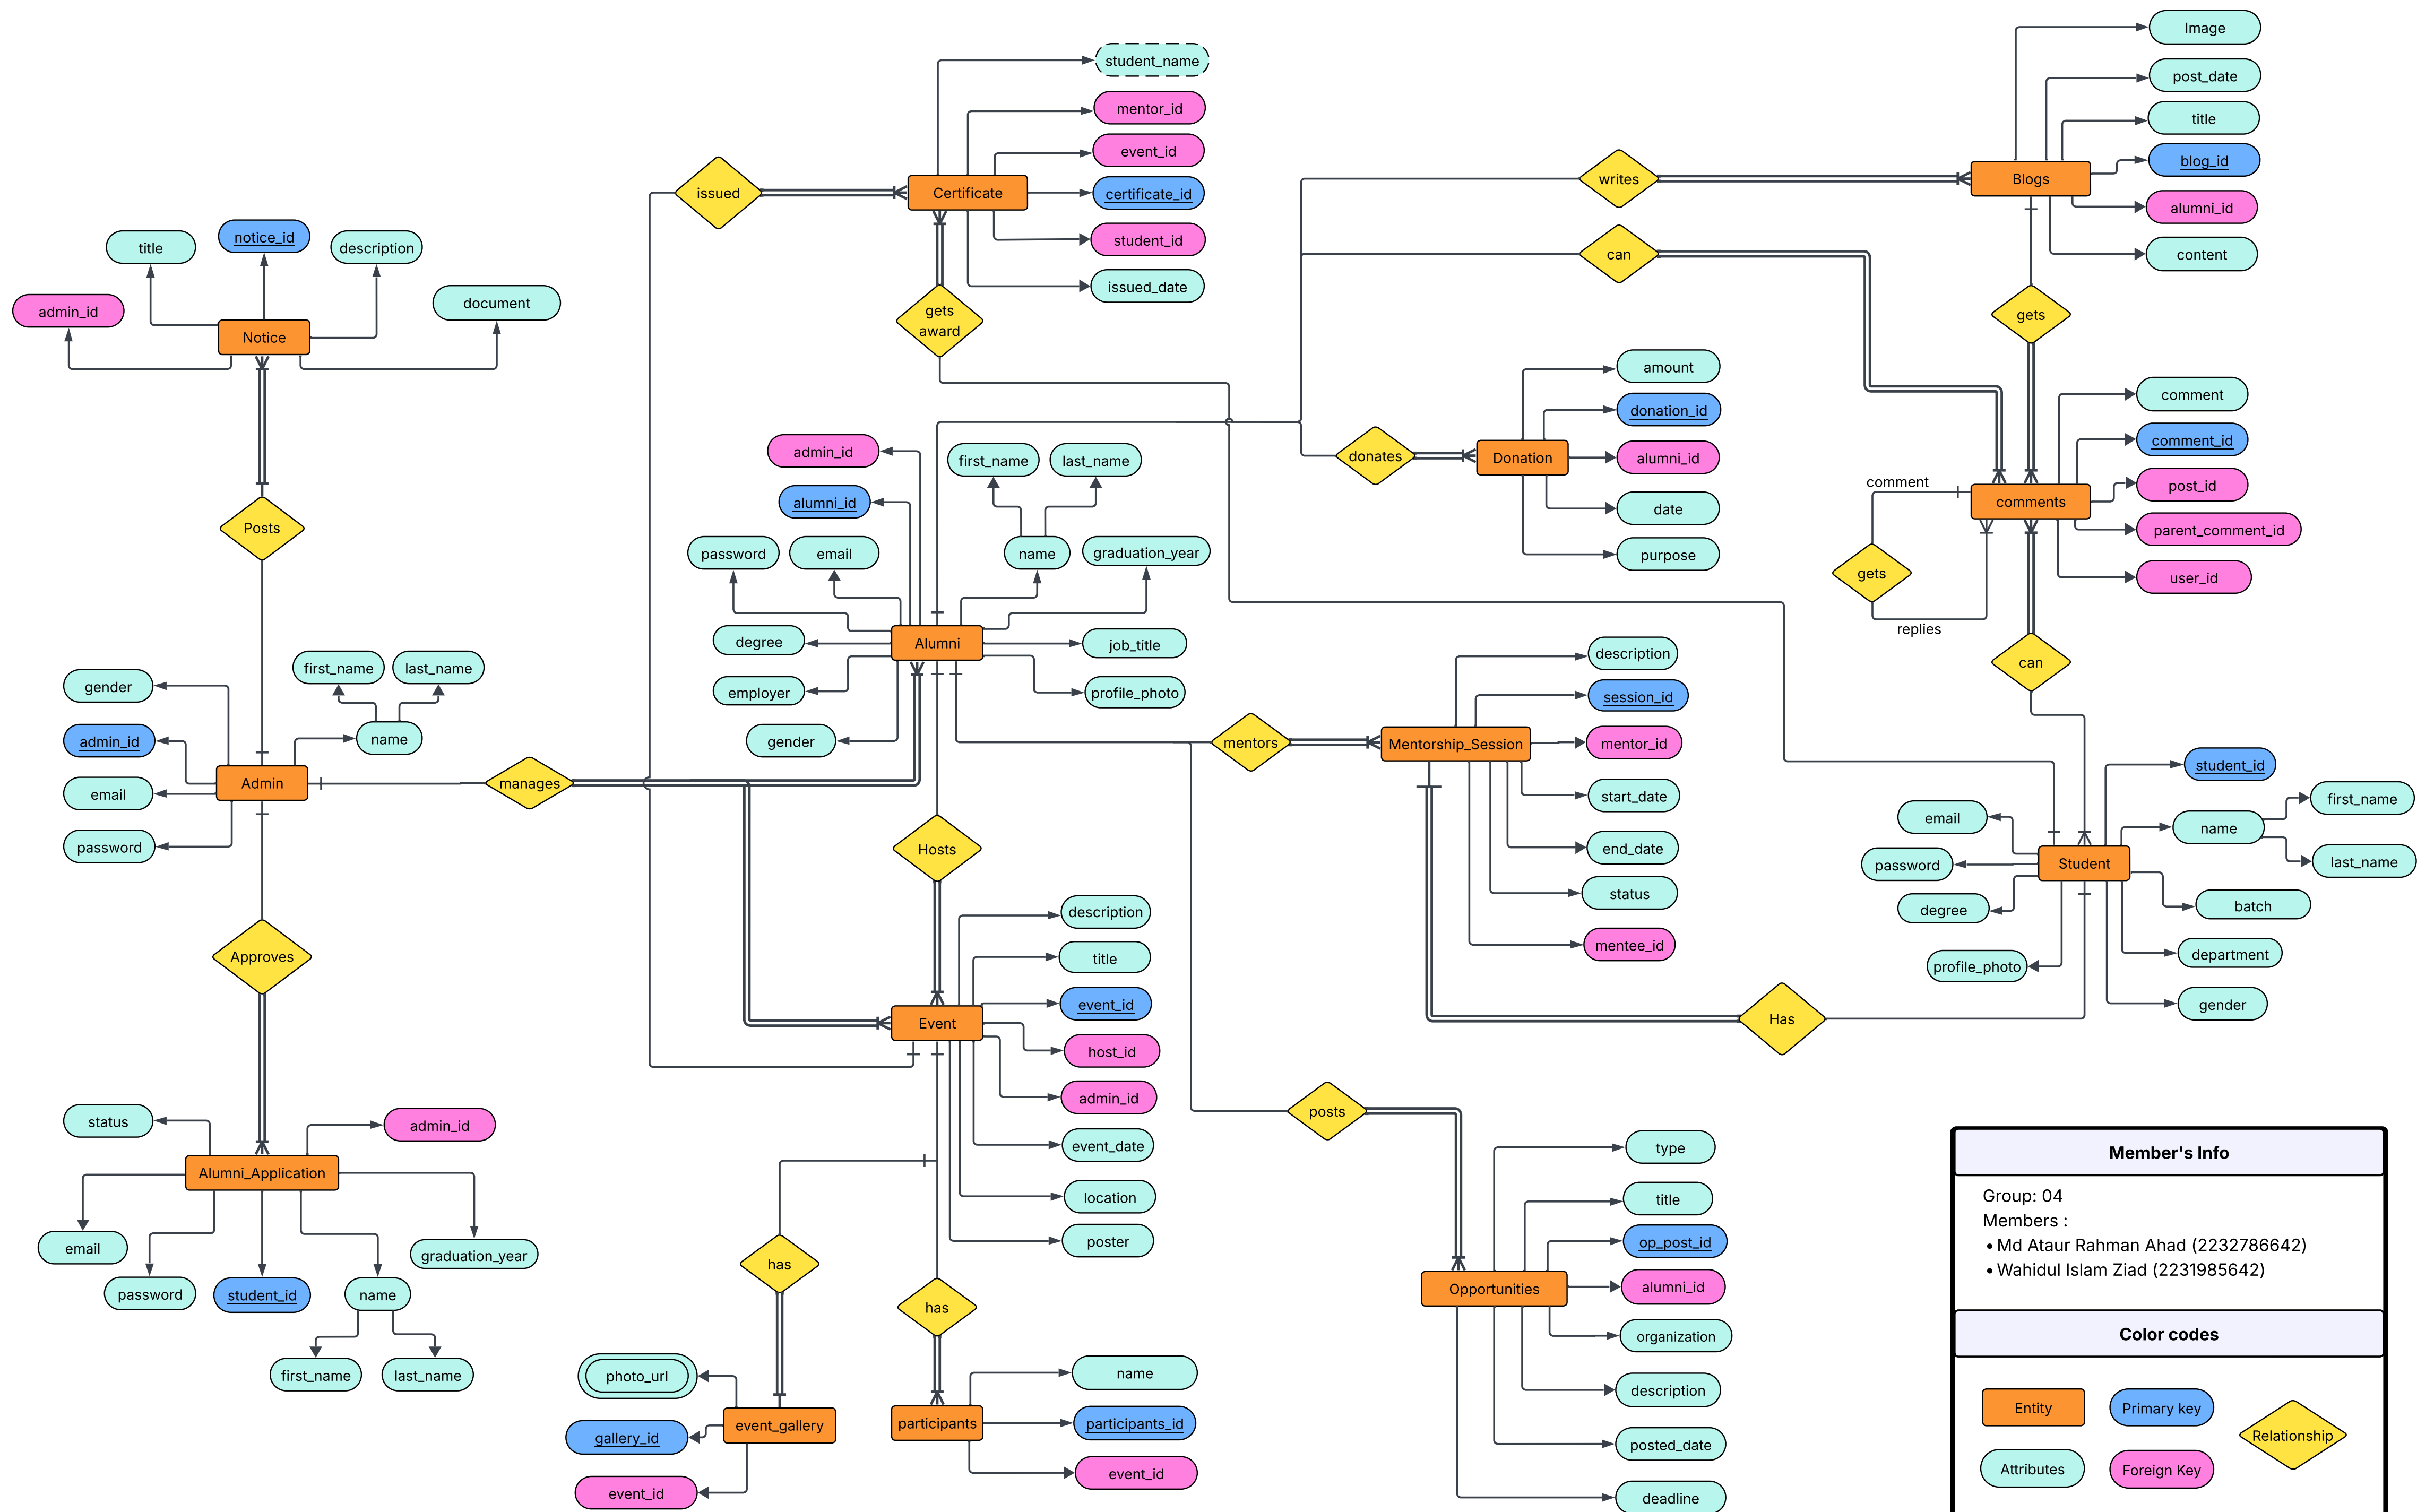 student_name
mentor_id
event_id
certificate_id
student_id
issued_date
issued
Certificate
gets
award
Image
post_date
title
blog_id
alumni_id
content
writes
Blogs
can
gets
title
notice_id
description
admin_id
document
Notice
Posts
amount
donation_id
alumni_id
date
purpose
donates
Donation
comment
comment_id
post_id
parent_comment_id
user_id
comment
comments
gets
replies
can
admin_id
first_name
last_name
alumni_id
password
email
name
graduation_year
degree
Alumni
job_title
employer
profile_photo
gender
gender
first_name
last_name
admin_id
name
email
Admin
password
manages
description
session_id
mentor_id
start_date
end_date
status
mentee_id
mentors
Mentorship_Session
student_id
email
name
first_name
last_name
password
Student
degree
batch
profile_photo
department
gender
Has
Hosts
Approves
description
title
event_id
Event
host_id
admin_id
event_date
location
poster
posts
status
admin_id
Alumni_Application
email
password
student_id
name
graduation_year
first_name
last_name
has
has
photo_url
gallery_id
event_id
event_gallery
participants
name
participants_id
event_id
type
title
op_post_id
Opportunities
alumni_id
organization
description
posted_date
deadline
Member's Info
Group: 04
Members :
• Md Ataur Rahman Ahad (2232786642)
• Wahidul Islam Ziad (2231985642)
Color codes
Entity
Primary key
Relationship
Attributes
Foreign Key